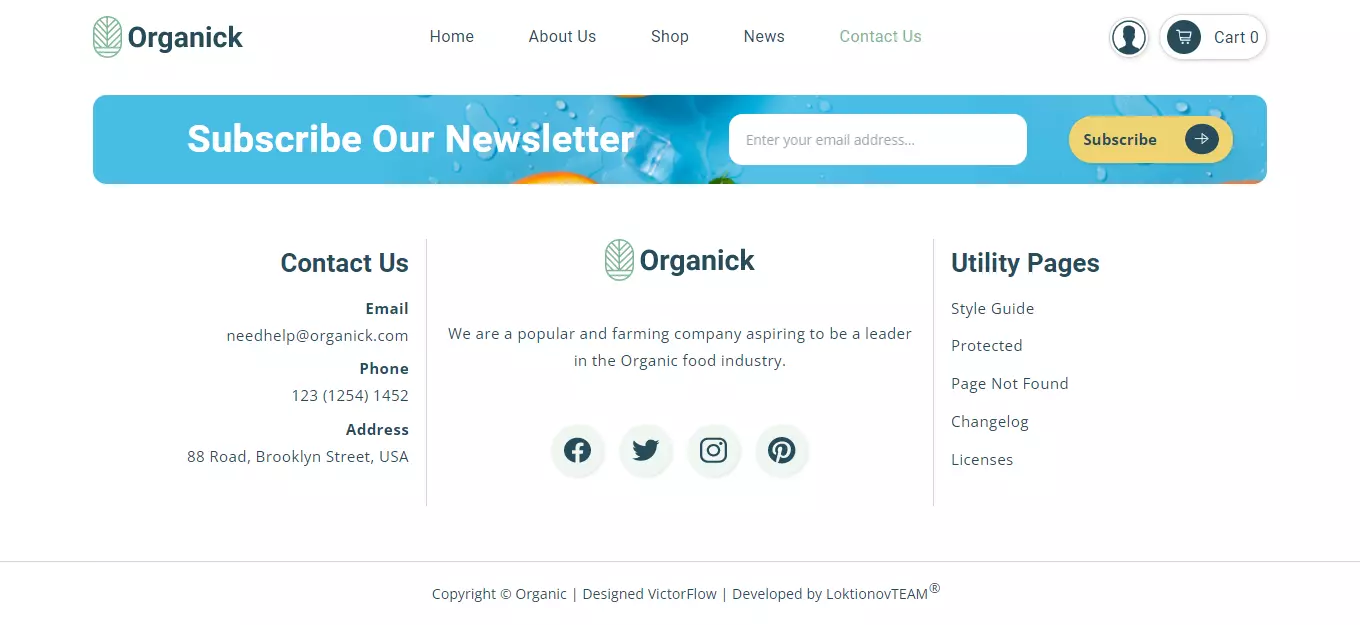 Organick
Home
About Us
Shop
News
Contact Us
Cart 0
Subscribe Our Newsletter
Enter your email address...
Subscribe
Contact Us
Email
needhelp@organick.com
Phone
123 (1254) 1452
Address
88 Road, Brooklyn Street, USA
Organick
We are a popular and farming company aspiring to be a leader
in the Organic food industry.
Utility Pages
Style Guide
Protected
Page Not Found
Changelog
Licenses
Copyright © Organic | Designed VictorFlow | Developed by LoktionovTEAM®